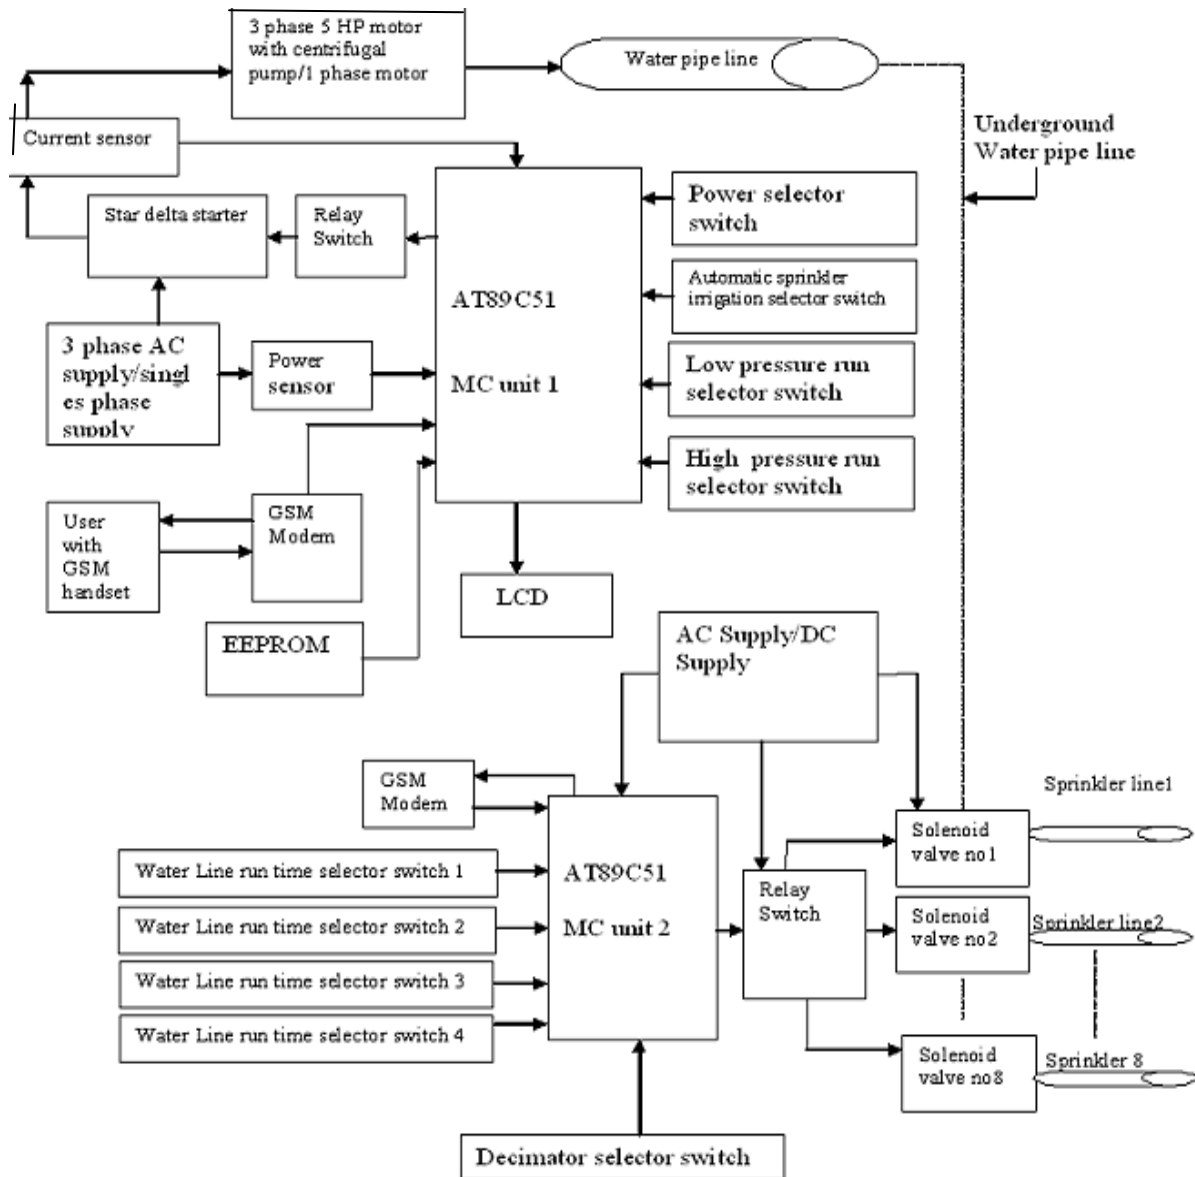 3 phase 5 HP motor
with centrifugal
pump/1 phase motor
Water pipe line
Current sensor
Underground
Water pipe line
Star delta starter
Relay
Switch
Power selector
switch
AT89C51
MC unit 1
Automatic sprinkler
irrigation selector switch
3 phase AC
supply/singl
es phase
supply
Power
sensor
Low pressure run
selector switch
High pressure run
selector switch
User
with
GSM
handset
GSM
Modem
LCD
EEPROM
AC Supply/DC
Supply
GSM
Modem
Sprinkler line1
Solenoid
valve no1
Water Line run time selector switch 1
AT89C51
MC unit 2
Relay
Switch
Water Line run time selector switch 2
Solenoid
valve no2
Sprinkler line2
Water Line run time selector switch 3
Water Line run time selector switch 4
Solenoid
valve no8
Sprinkler 8
Decimator selector switch